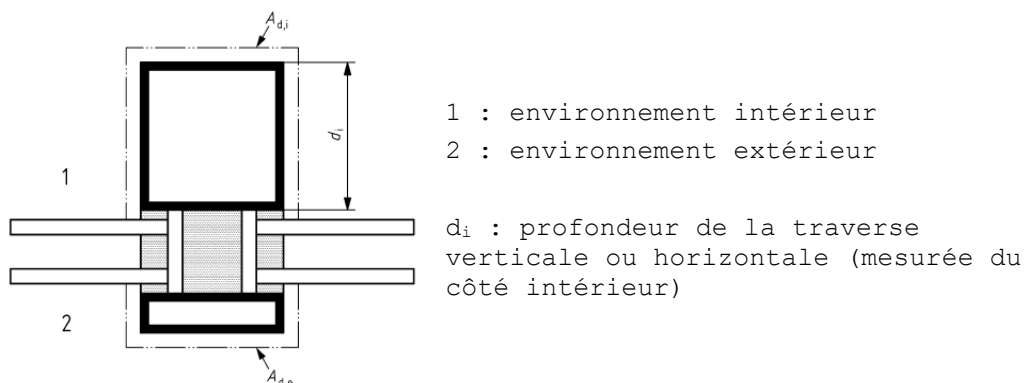 A_d,i
d_i
1
2
A_d,e
1 : environnement intérieur
2 : environnement extérieur
d_i : profondeur de la traverse
verticale ou horizontale (mesurée du
côté intérieur)